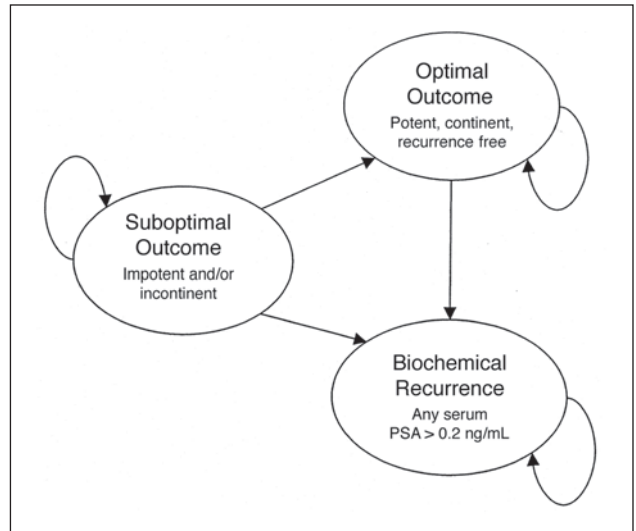 Optimal
Outcome
Potent, continent,
recurrence free
Suboptimal
Outcome
Impotent and/or
incontinent
Biochemical
Recurrence
Any serum
PSA > 0.2 ng/mL